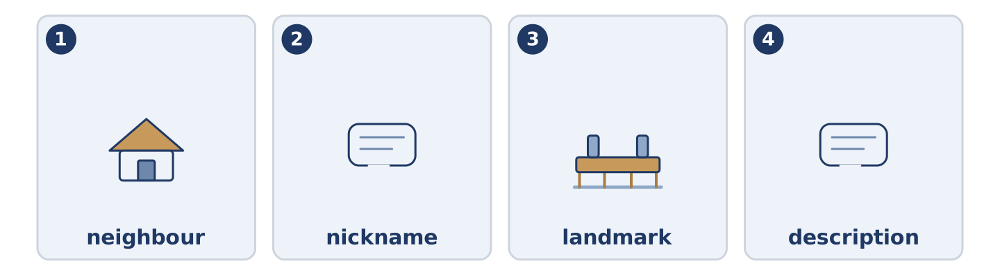 1
neighbour
2
nickname
3
landmark
4
description